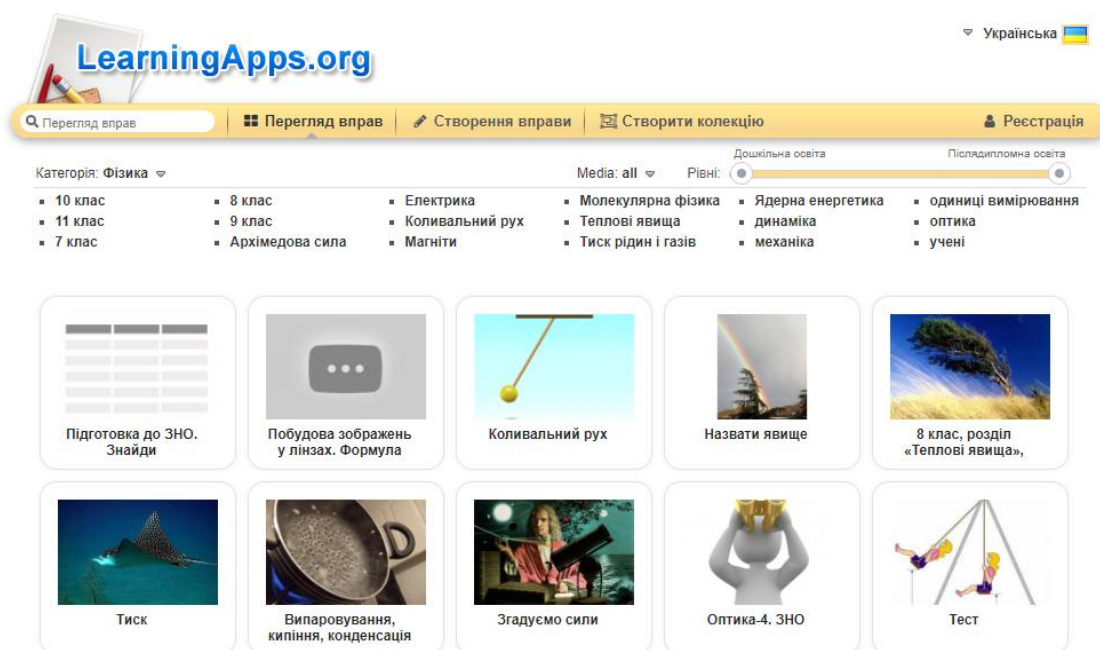 LearningApps.org
Українська
Перегляд вправ
Перегляд вправ
Створення вправи
Створити колекцію
Реєстрація
Дошкільна освіта
Післядипломна освіта
Категорія: Фізика
Media: all
Рівні:
10 клас
8 клас
Електрика
Молекулярна фізика
Ядерна енергетика
одиниці вимірювання
11 клас
9 клас
Коливальний рух
Теплові явища
динаміка
оптика
7 клас
Архімедова сила
Магніти
Тиск рідин і газів
механіка
учені
Підготовка до ЗНО.
Знайди
Побудова зображень
у лінзах. Формула
Коливальний рух
Назвати явище
8 клас, розділ
«Теплові явища»,
Тиск
Випаровування,
кипіння, конденсація
Згадуємо сили
Оптика-4. ЗНО
Тест